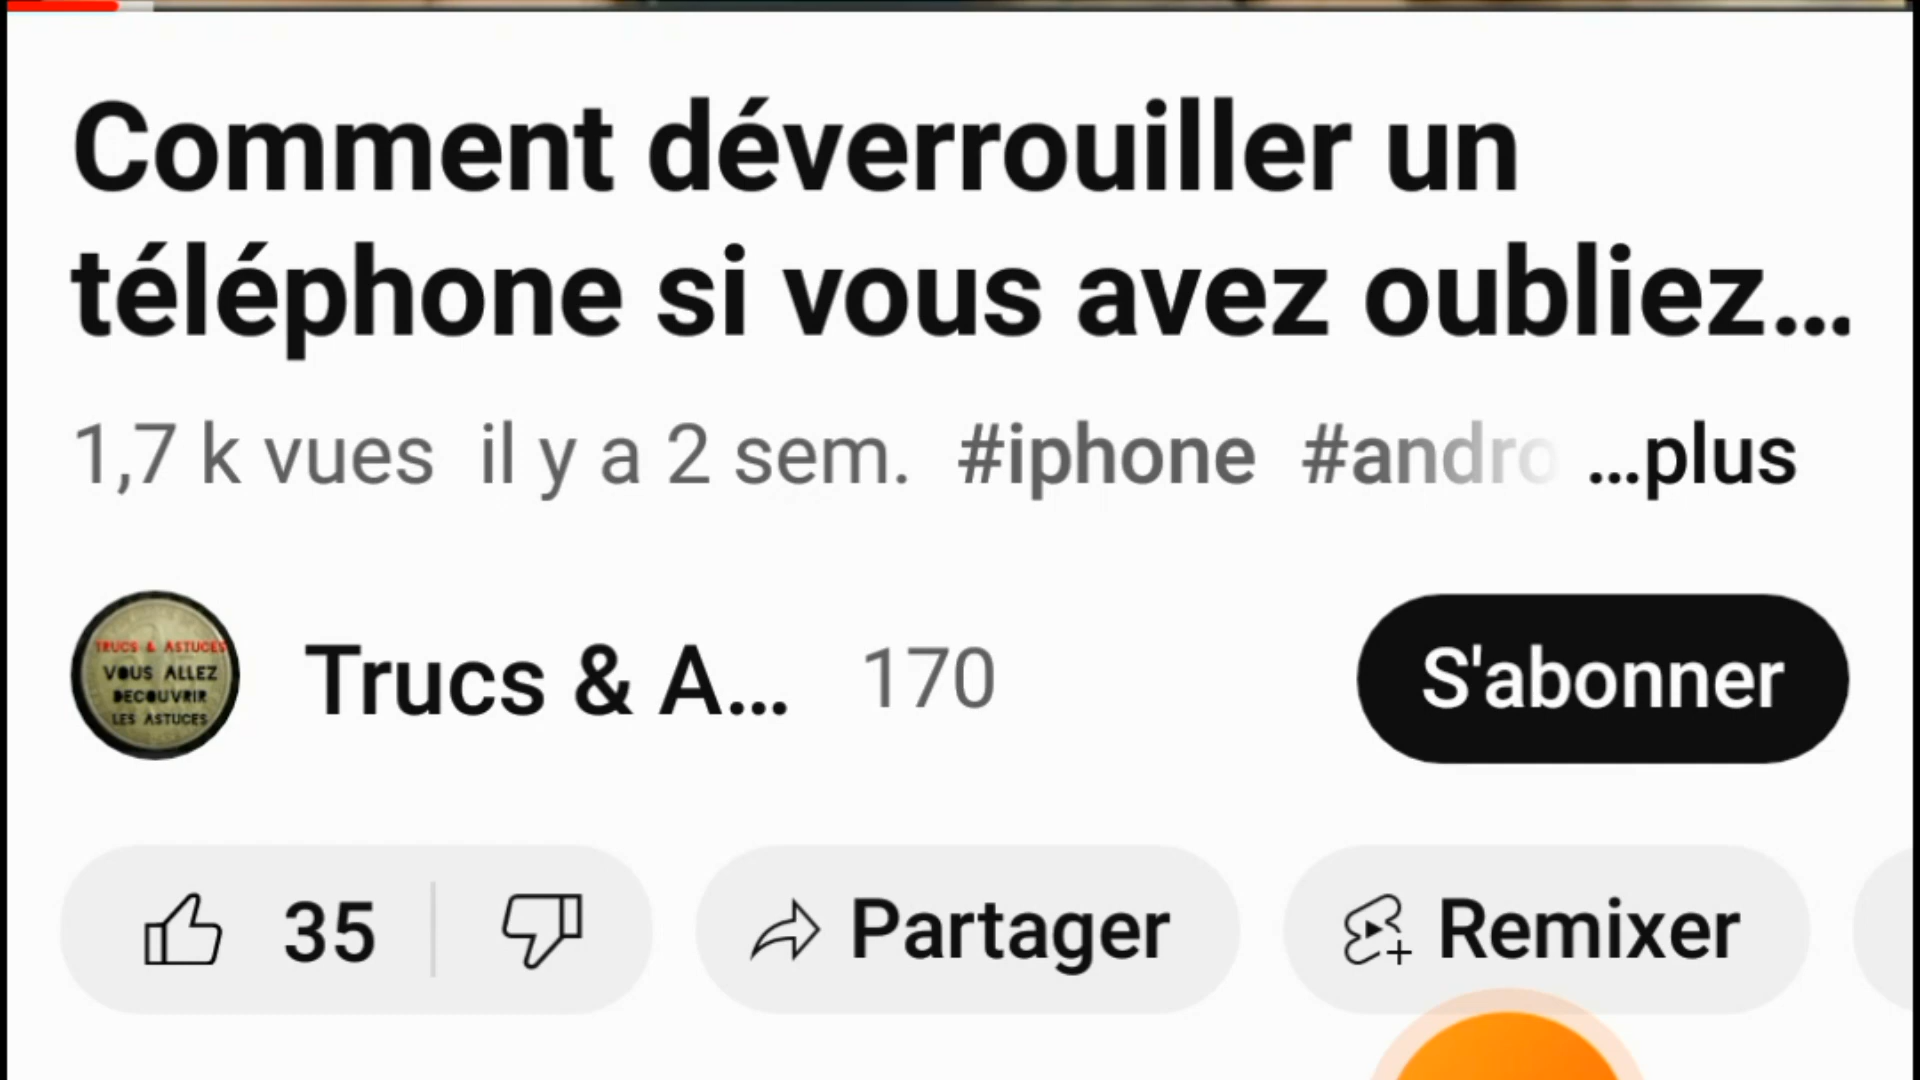 Comment déverrouiller un
téléphone si vous avez oubliez...
1,7 k vues il y a 2 sem. #iphone #andro ...plus
TRUCS & ASTUCES
VOUS ALLEZ
DECOUVRIR
LES ASTUCES
Trucs & A... 170
S'abonner
35
Partager
Remixer